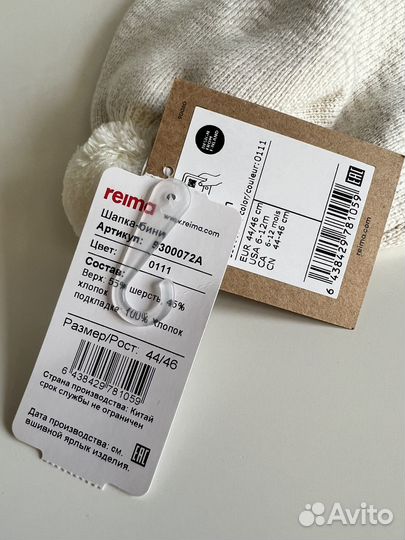 reima
www.reima.com
Шапка-бини
Артикул: 9300072A
Цвет: 0111
Состав:
Верх: 55% шерсть, 45%
хлопок
подкладка: 100% хлопок
Размер/Рост: 44/46
6 438429 781059
Страна производства: Китай
срок службы не ограничен
Дата производства: см.
вшивной ярлык изделия.
EAC
color/couleur:0111
EUR 44/46 cm
USA 6-12m
CA 6-12 mois
CN 44-46 cm
6 438429 781059
EAC
reima.com
Avito